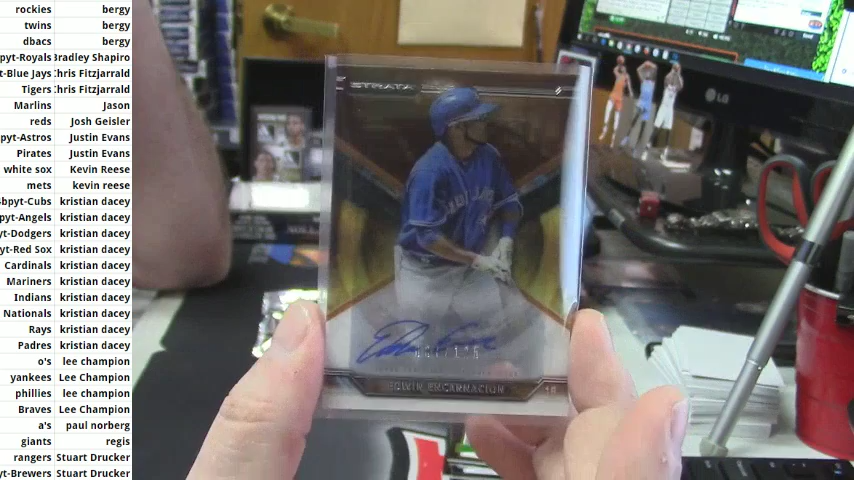 rockies bergy
twins bergy
dbacs bergy
pyt-Royals Bradley Shapiro
t-Blue Jays Chris Fitzjarrald
Tigers Chris Fitzjarrald
Marlins Jason
reds Josh Geisler
pyt-Astros Justin Evans
Pirates Justin Evans
white sox Kevin Reese
mets kevin reese
bpyt-Cubs kristian dacey
pyt-Angels kristian dacey
pyt-Dodgers kristian dacey
yt-Red Sox kristian dacey
Cardinals kristian dacey
Mariners kristian dacey
Indians kristian dacey
Nationals kristian dacey
Rays kristian dacey
Padres kristian dacey
o's lee champion
yankees Lee Champion
phillies lee champion
Braves Lee Champion
a's paul norberg
giants regis
rangers Stuart Drucker
yt-Brewers Stuart Drucker
STRATA
EDWIN ENCARNACION
LG